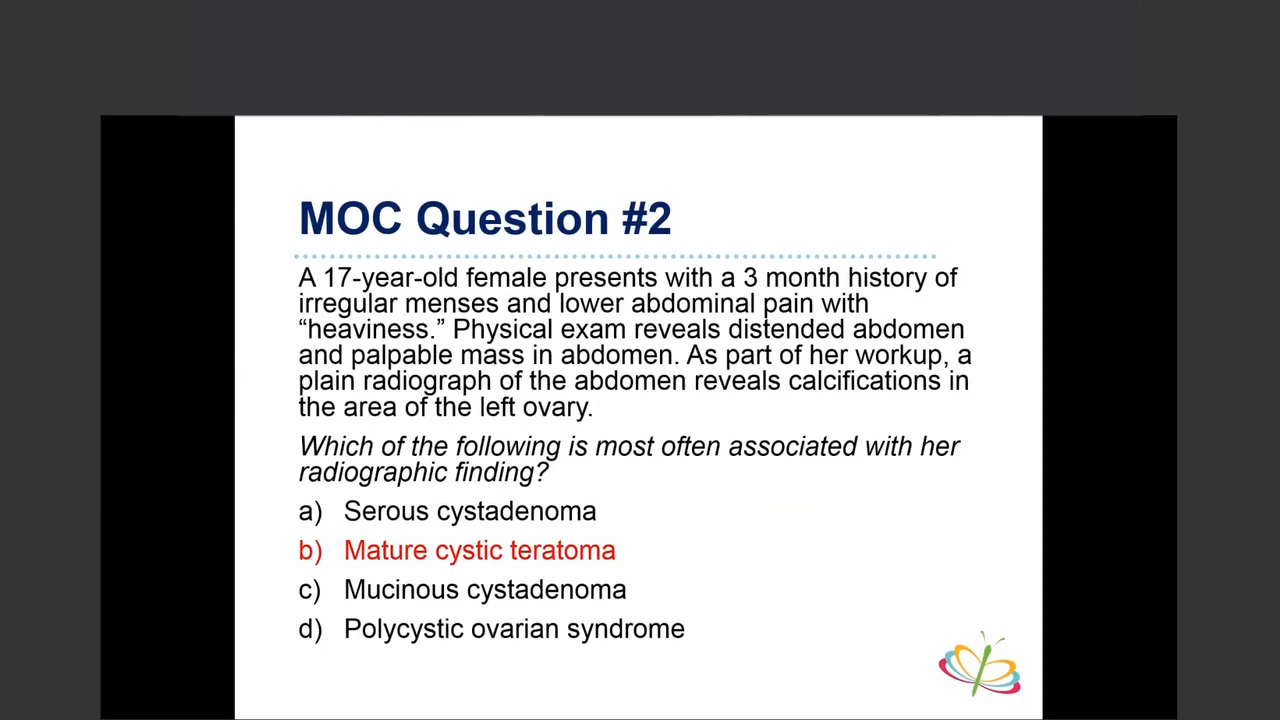 MOC Question #2
A 17-year-old female presents with a 3 month history of
irregular menses and lower abdominal pain with
“heaviness.” Physical exam reveals distended abdomen
and palpable mass in abdomen. As part of her workup, a
plain radiograph of the abdomen reveals calcifications in
the area of the left ovary.
Which of the following is most often associated with her
radiographic finding?
a) Serous cystadenoma
b) Mature cystic teratoma
c) Mucinous cystadenoma
d) Polycystic ovarian syndrome